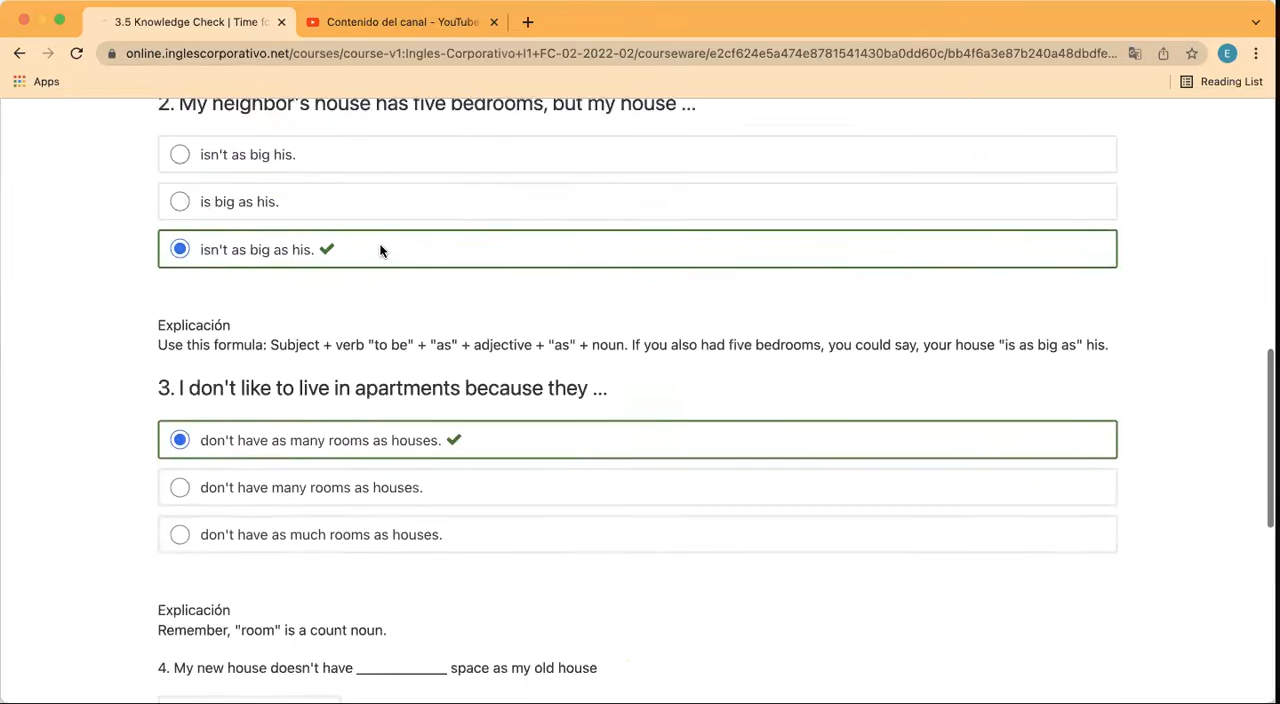 3.5 Knowledge Check | Time fo
Contenido del canal - YouTube
online.inglescorporativo.net/courses/course-v1:Ingles-Corporativo+I1+FC-02-2022-02/courseware/e2cf624e5a474e8781541430ba0dd60c/bb4f6a3e87b240a48dbdfe...
E
Apps
Reading List
2. My neighbor's house has five bedrooms, but my house ...
isn't as big his.
is big as his.
isn't as big as his.
Explicación
Use this formula: Subject + verb "to be" + "as" + adjective + "as" + noun. If you also had five bedrooms, you could say, your house "is as big as" his.
3. I don't like to live in apartments because they ...
don't have as many rooms as houses.
don't have many rooms as houses.
don't have as much rooms as houses.
Explicación
Remember, "room" is a count noun.
4. My new house doesn't have ____________ space as my old house